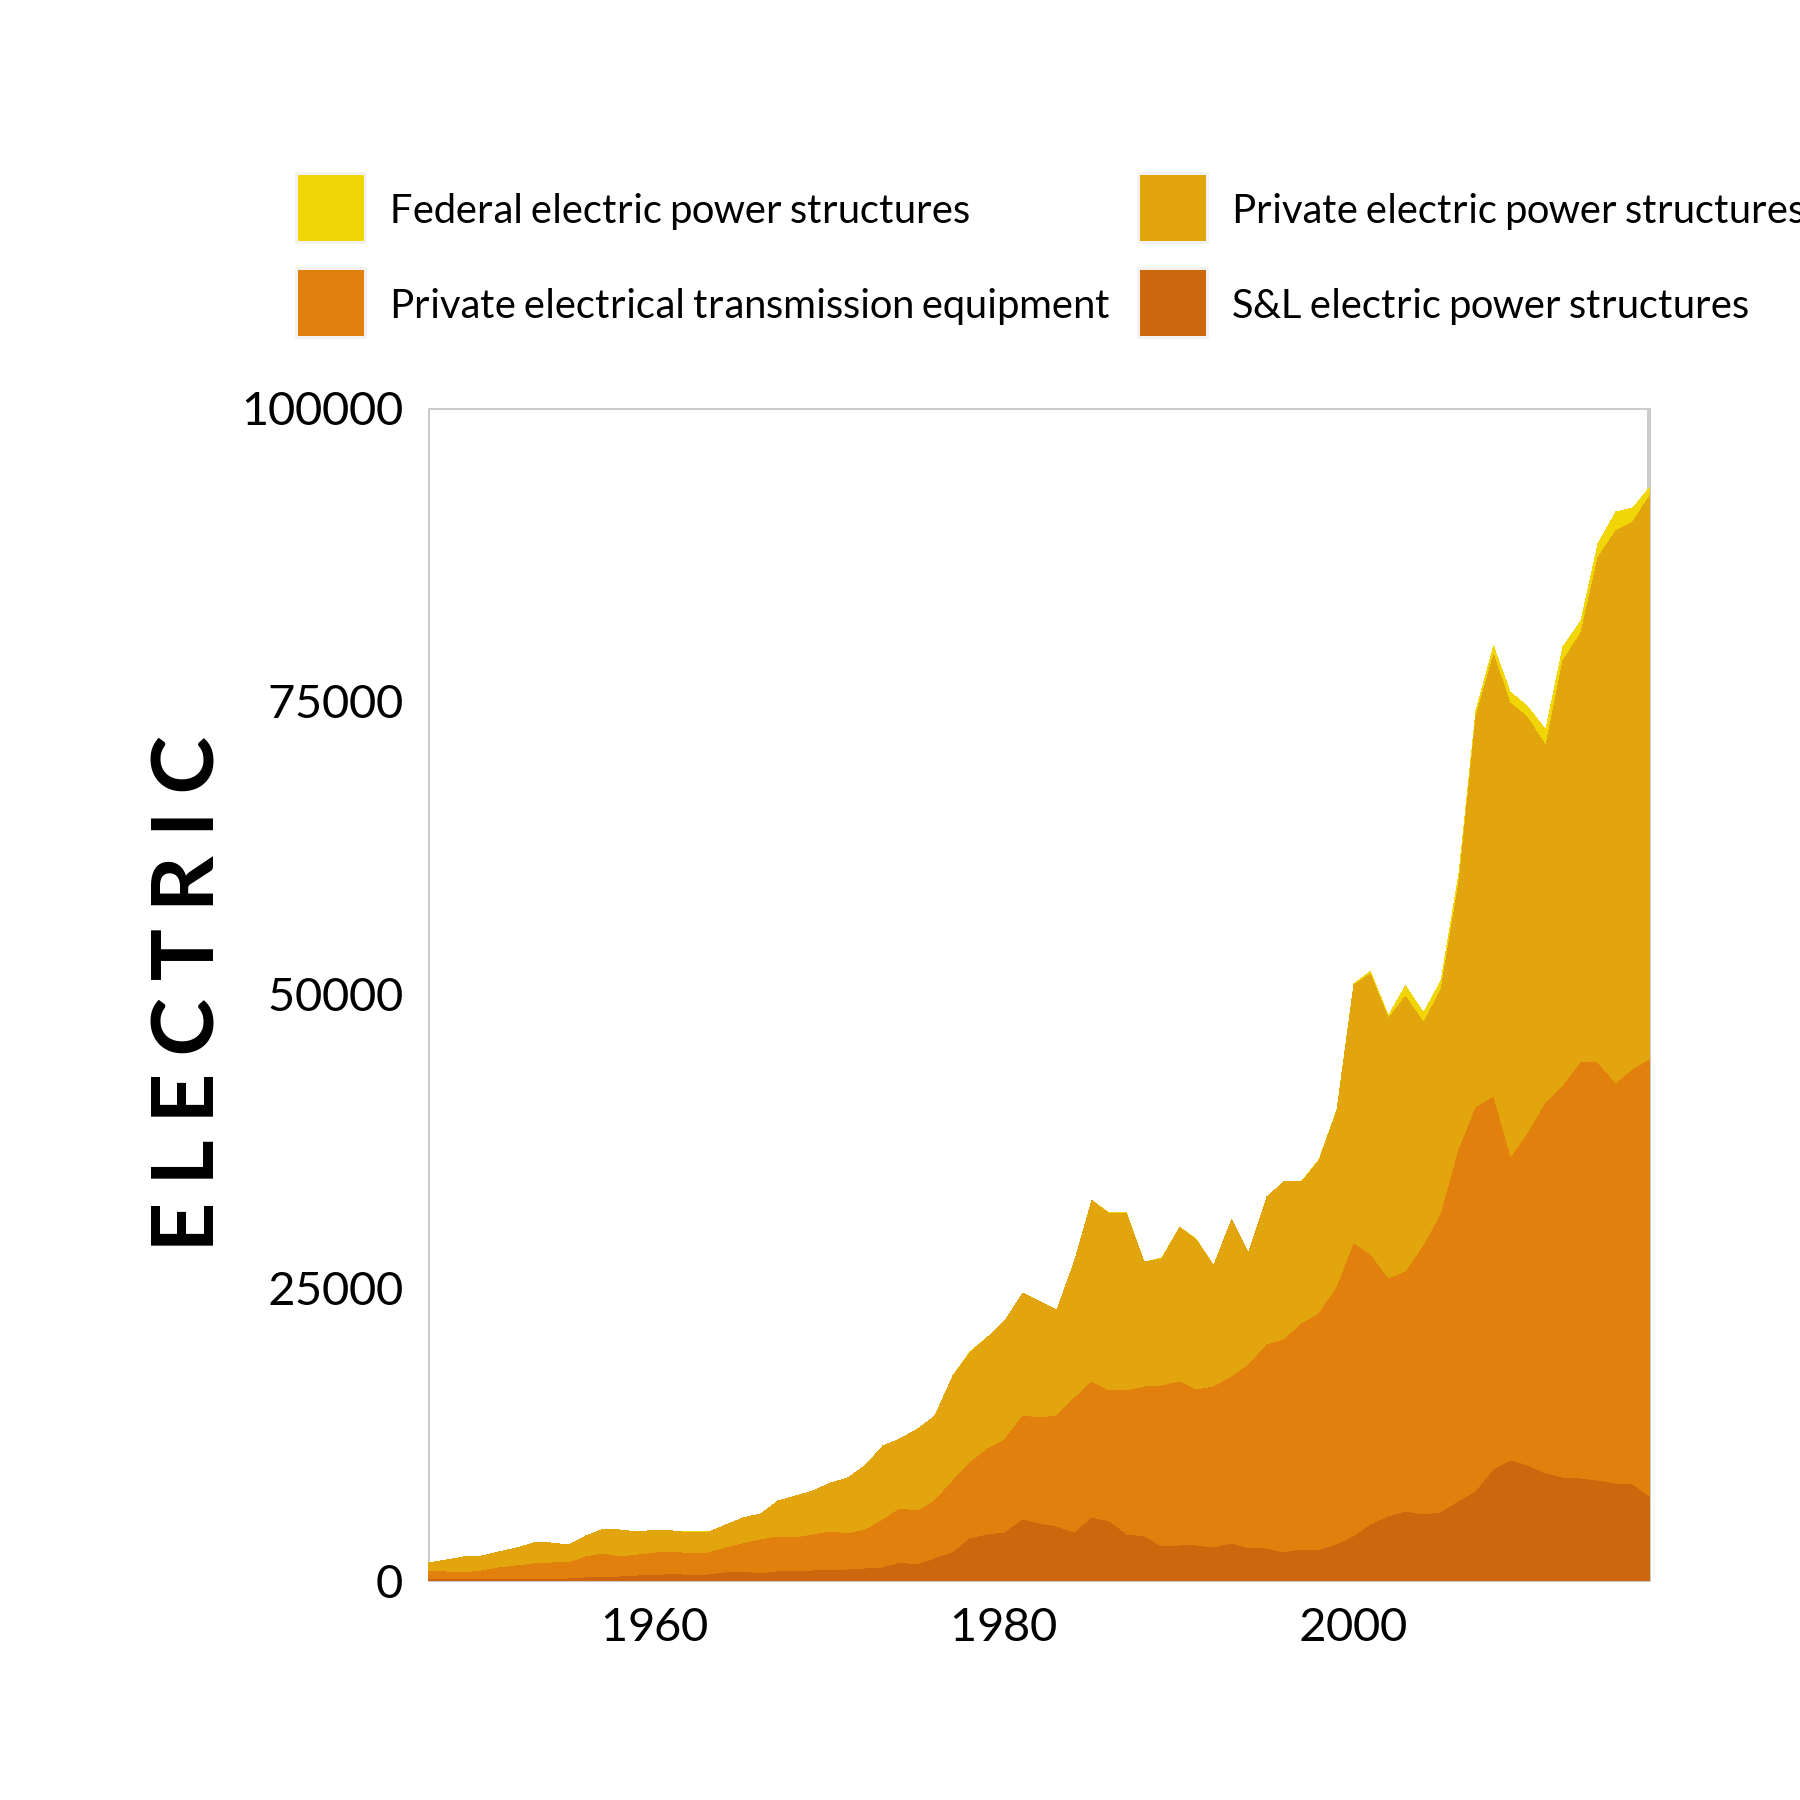 Federal electric power structures
Private electric power structures
Private electrical transmission equipment
S&L electric power structures
100000
75000
50000
25000
0
ELECTRIC
1960
1980
2000